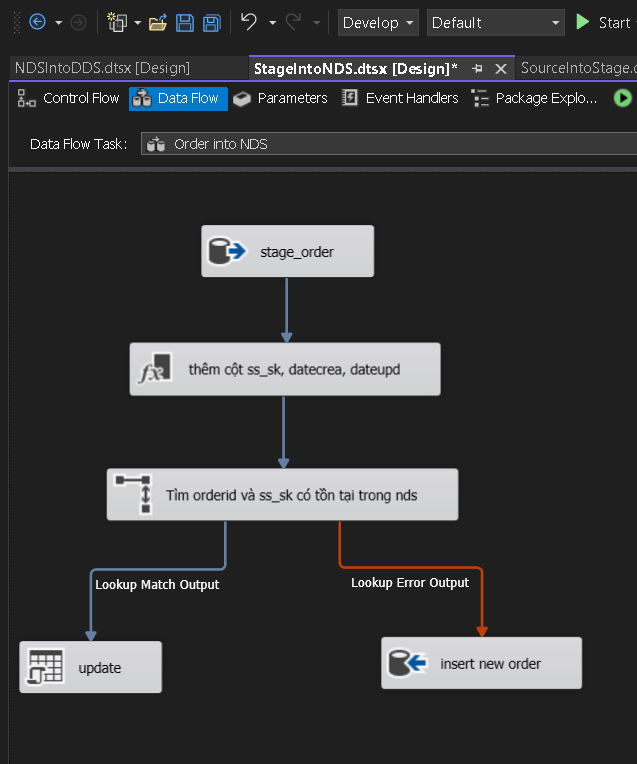 Develop
Default
Start
NDSIntoDDS.dtsx [Design]
StageIntoNDS.dtsx [Design]*
SourceIntoStage.
Control Flow
Data Flow
Parameters
Event Handlers
Package Explo...
Data Flow Task:
Order into NDS
stage_order
fx
thêm cột ss_sk, datecrea, dateupd
Tìm orderid và ss_sk có tồn tại trong nds
Lookup Match Output
Lookup Error Output
update
insert new order